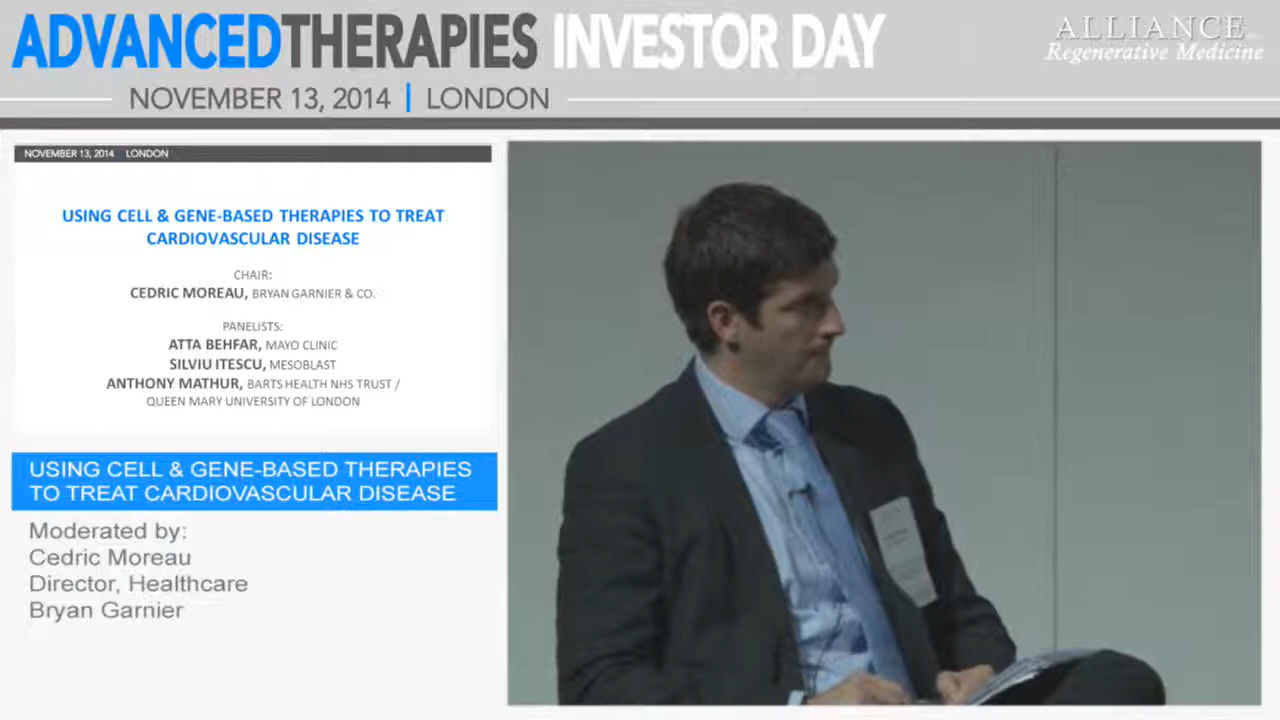 ADVANCEDTHERAPIES INVESTOR DAY
NOVEMBER 13, 2014 | LONDON
ALLIANCE
Regenerative Medicine
NOVEMBER 13, 2014 LONDON
USING CELL & GENE-BASED THERAPIES TO TREAT
CARDIOVASCULAR DISEASE
CHAIR:
CEDRIC MOREAU, BRYAN GARNIER & CO.
PANELISTS:
ATTA BEHFAR, MAYO CLINIC
SILVIU ITESCU, MESOBLAST
ANTHONY MATHUR, BARTS HEALTH NHS TRUST /
QUEEN MARY UNIVERSITY OF LONDON
USING CELL & GENE-BASED THERAPIES
TO TREAT CARDIOVASCULAR DISEASE
Moderated by:
Cedric Moreau
Director, Healthcare
Bryan Garnier